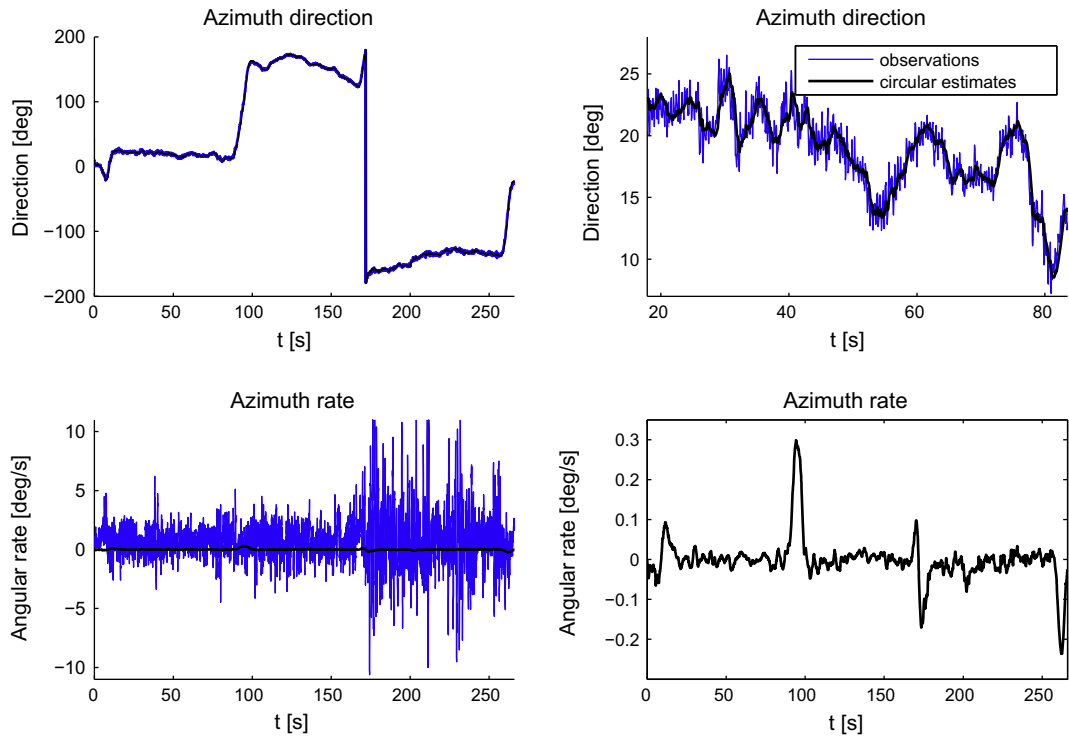 Azimuth direction
200
100
0
−100
−200
Direction [deg]
0 50 100 150 200 250
t [s]
Azimuth direction
observations
circular estimates
25
20
15
10
Direction [deg]
20 40 60 80
t [s]
Azimuth rate
10
5
0
−5
−10
Angular rate [deg/s]
0 50 100 150 200 250
t [s]
Azimuth rate
0.3
0.2
0.1
0
−0.1
−0.2
Angular rate [deg/s]
0 50 100 150 200 250
t [s]